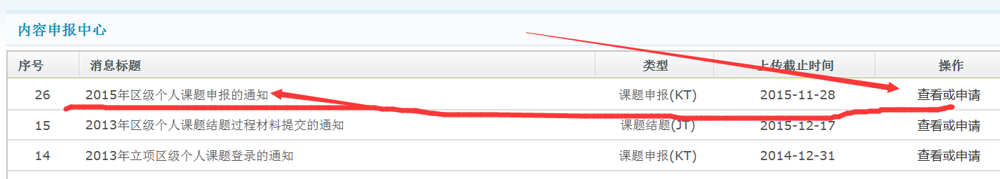 内容申报中心
序号 消息标题 类型 上传截止时间 操作
26 2015年区级个人课题申报的通知 课题申报(KT) 2015-11-28 查看或申请
15 2013年区级个人课题结题过程材料提交的通知 课题结题(JT) 2015-12-17 查看或申请
14 2013年立项区级个人课题登录的通知 课题申报(KT) 2014-12-31 查看或申请